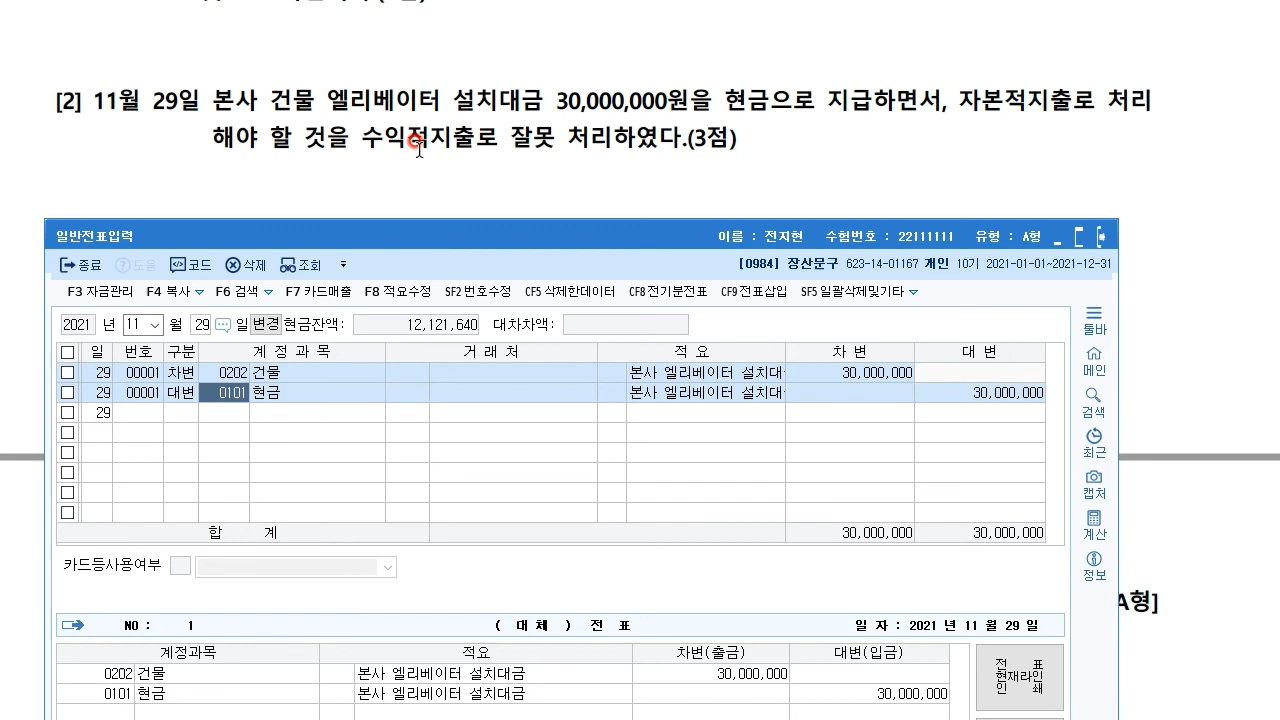 [2] 11월 29일 본사 건물 엘리베이터 설치대금 30,000,000원을 현금으로 지급하면서, 자본적지출로 처리
해야 할 것을 수익적지출로 잘못 처리하였다.(3점)
일반전표입력 이름 : 전지현 수험번호 : 22111111 유형 : A형
종료 도움 코드 삭제 조회 [0984] 장산문구 623-14-01167 개인 10기 2021-01-01~2021-12-31
F3 자금관리 F4 복사 F6 검색 F7 카드매출 F8 적요수정 SF2 번호수정 CF5 삭제한데이터 CF8 전기분전표 CF9 전표삽입 SF5 일괄삭제및기타
2021 년 11 월 29 일 변경 현금잔액: 12,121,640 대차차액:
일 번호 구분 계 정 과 목 거 래 처 적 요 차 변 대 변
29 00001 차변 0202 건물 본사 엘리베이터 설치대 30,000,000
29 00001 대변 0101 현금 본사 엘리베이터 설치대 30,000,000
29
합 계 30,000,000 30,000,000
카드등사용여부
툴바
메인
검색
최근
캡처
계산
정보
A형]
NO : 1 ( 대 체 ) 전 표 일 자 : 2021 년 11 월 29 일
계정과목 적요 차변(출금) 대변(입금)
0202 건물 본사 엘리베이터 설치대금 30,000,000
0101 현금 본사 엘리베이터 설치대금 30,000,000
전 표
현재라인
인 쇄